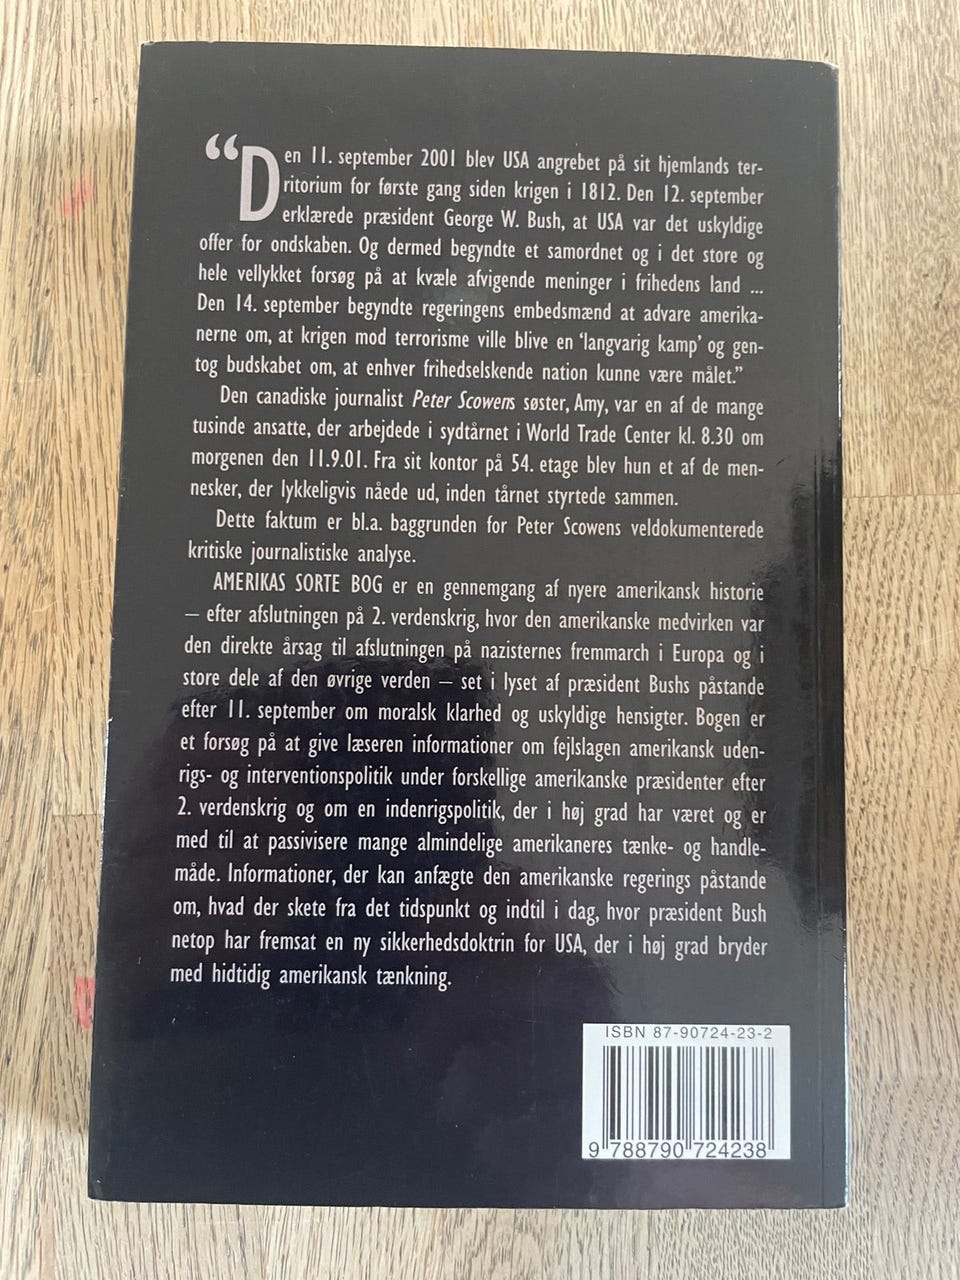 “Den 11. september 2001 blev USA angrebet på sit hjemlands ter-
ritorium for første gang siden krigen i 1812. Den 12. september
erklærede præsident George W. Bush, at USA var det uskyldige
offer for ondskaben. Og dermed begyndte et samordnet og i det store og
hele vellykket forsøg på at kvæle afvigende meninger i frihedens land ...
Den 14. september begyndte regeringens embedsmænd at advare amerika-
nerne om, at krigen mod terrorisme ville blive en ‘langvarig kamp’ og gen-
tog budskabet om, at enhver frihedselskende nation kunne være målet.”
Den canadiske journalist Peter Scowens søster, Amy, var en af de mange
tusinde ansatte, der arbejdede i sydtårnet i World Trade Center kl. 8.30 om
morgenen den 11.9.01. Fra sit kontor på 54. etage blev hun et af de men-
nesker, der lykkeligvis nåede ud, inden tårnet styrtede sammen.
Dette faktum er bl.a. baggrunden for Peter Scowens veldokumenterede
kritiske journalistiske analyse.
AMERIKAS SORTE BOG er en gennemgang af nyere amerikansk historie
– efter afslutningen på 2. verdenskrig, hvor den amerikanske medvirken var
den direkte årsag til afslutningen på nazisternes fremmarch i Europa og i
store dele af den øvrige verden – set i lyset af præsident Bushs påstande
efter 11. september om moralsk klarhed og uskyldige hensigter. Bogen er
et forsøg på at give læseren informationer om fejlslagen amerikansk uden-
rigs- og interventionspolitik under forskellige amerikanske præsidenter efter
2. verdenskrig og om en indenrigspolitik, der i høj grad har været og er
med til at passivisere mange almindelige amerikaneres tænke- og handle-
måde. Informationer, der kan anfægte den amerikanske regerings påstande
om, hvad der skete fra det tidspunkt og indtil i dag, hvor præsident Bush
netop har fremsat en ny sikkerhedsdoktrin for USA, der i høj grad bryder
med hidtidig amerikansk tænkning.
ISBN 87-90724-23-2
9 788790 724238